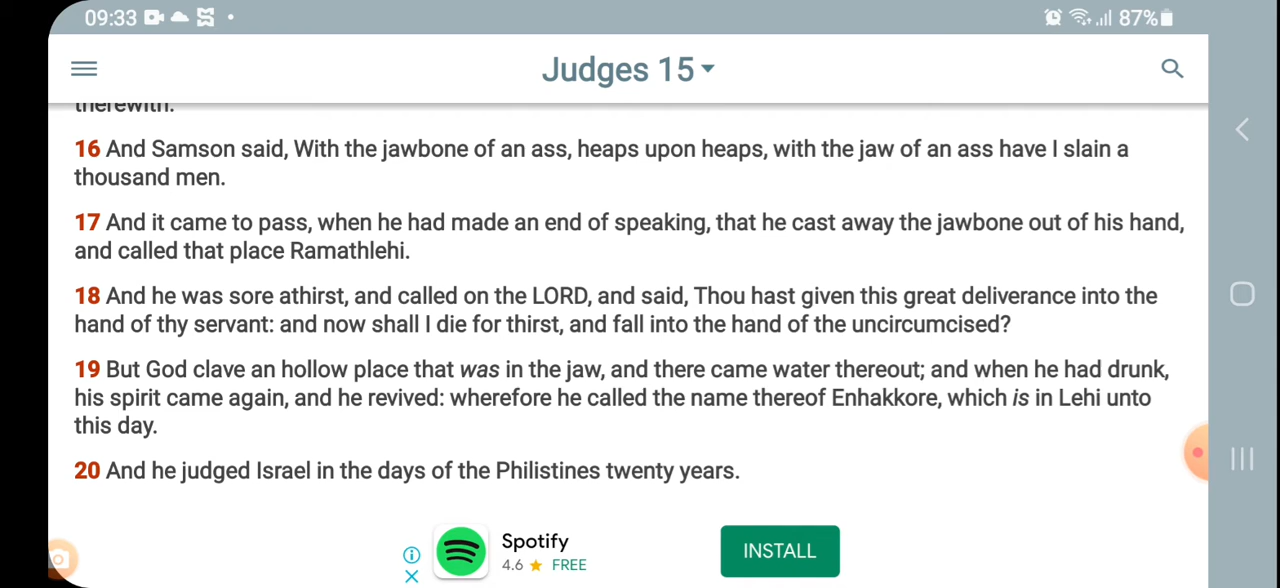 09:33 87%
Judges 15
therewith.
16 And Samson said, With the jawbone of an ass, heaps upon heaps, with the jaw of an ass have I slain a
thousand men.
17 And it came to pass, when he had made an end of speaking, that he cast away the jawbone out of his hand,
and called that place Ramathlehi.
18 And he was sore athirst, and called on the LORD, and said, Thou hast given this great deliverance into the
hand of thy servant: and now shall I die for thirst, and fall into the hand of the uncircumcised?
19 But God clave an hollow place that was in the jaw, and there came water thereout; and when he had drunk,
his spirit came again, and he revived: wherefore he called the name thereof Enhakkore, which is in Lehi unto
this day.
20 And he judged Israel in the days of the Philistines twenty years.
Spotify
4.6 ★ FREE
INSTALL